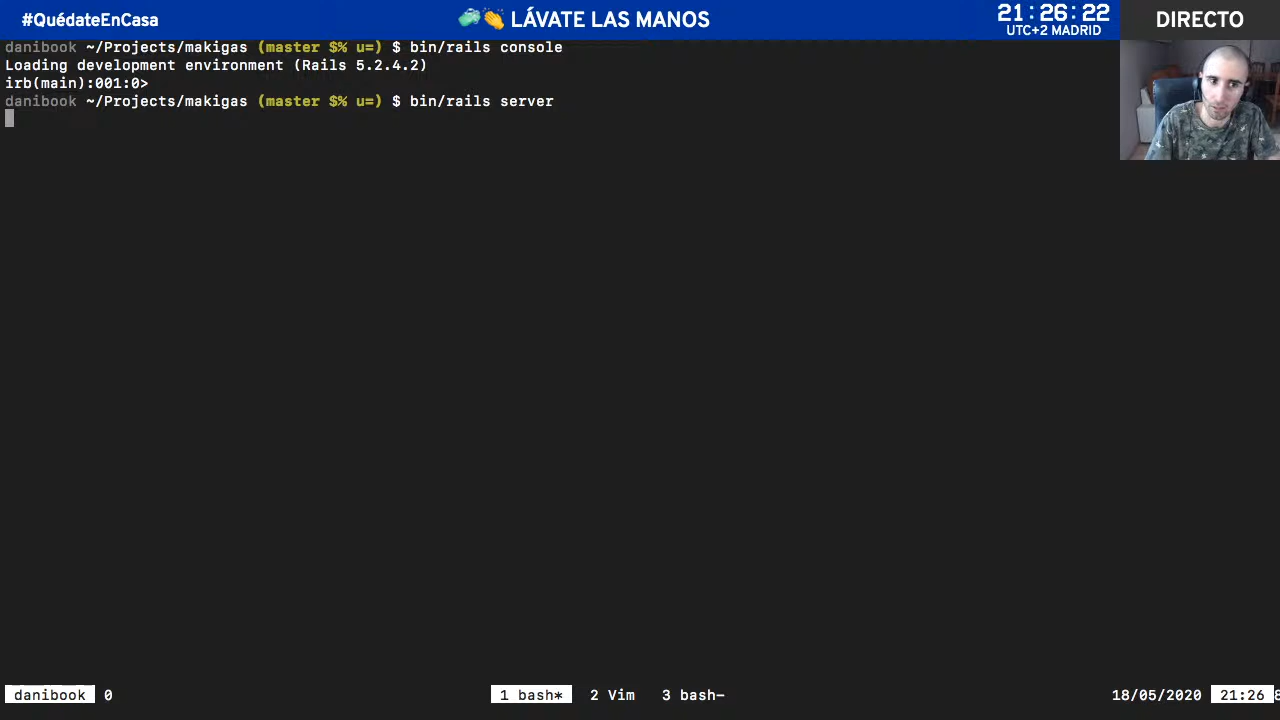 #QuédateEnCasa
LÁVATE LAS MANOS
21:26:22
UTC+2 MADRID
DIRECTO
danibook ~/Projects/makigas (master $% u=) $ bin/rails console
Loading development environment (Rails 5.2.4.2)
irb(main):001:0>
danibook ~/Projects/makigas (master $% u=) $ bin/rails server
danibook 0
1 bash* 2 Vim 3 bash-
18/05/2020 21:26